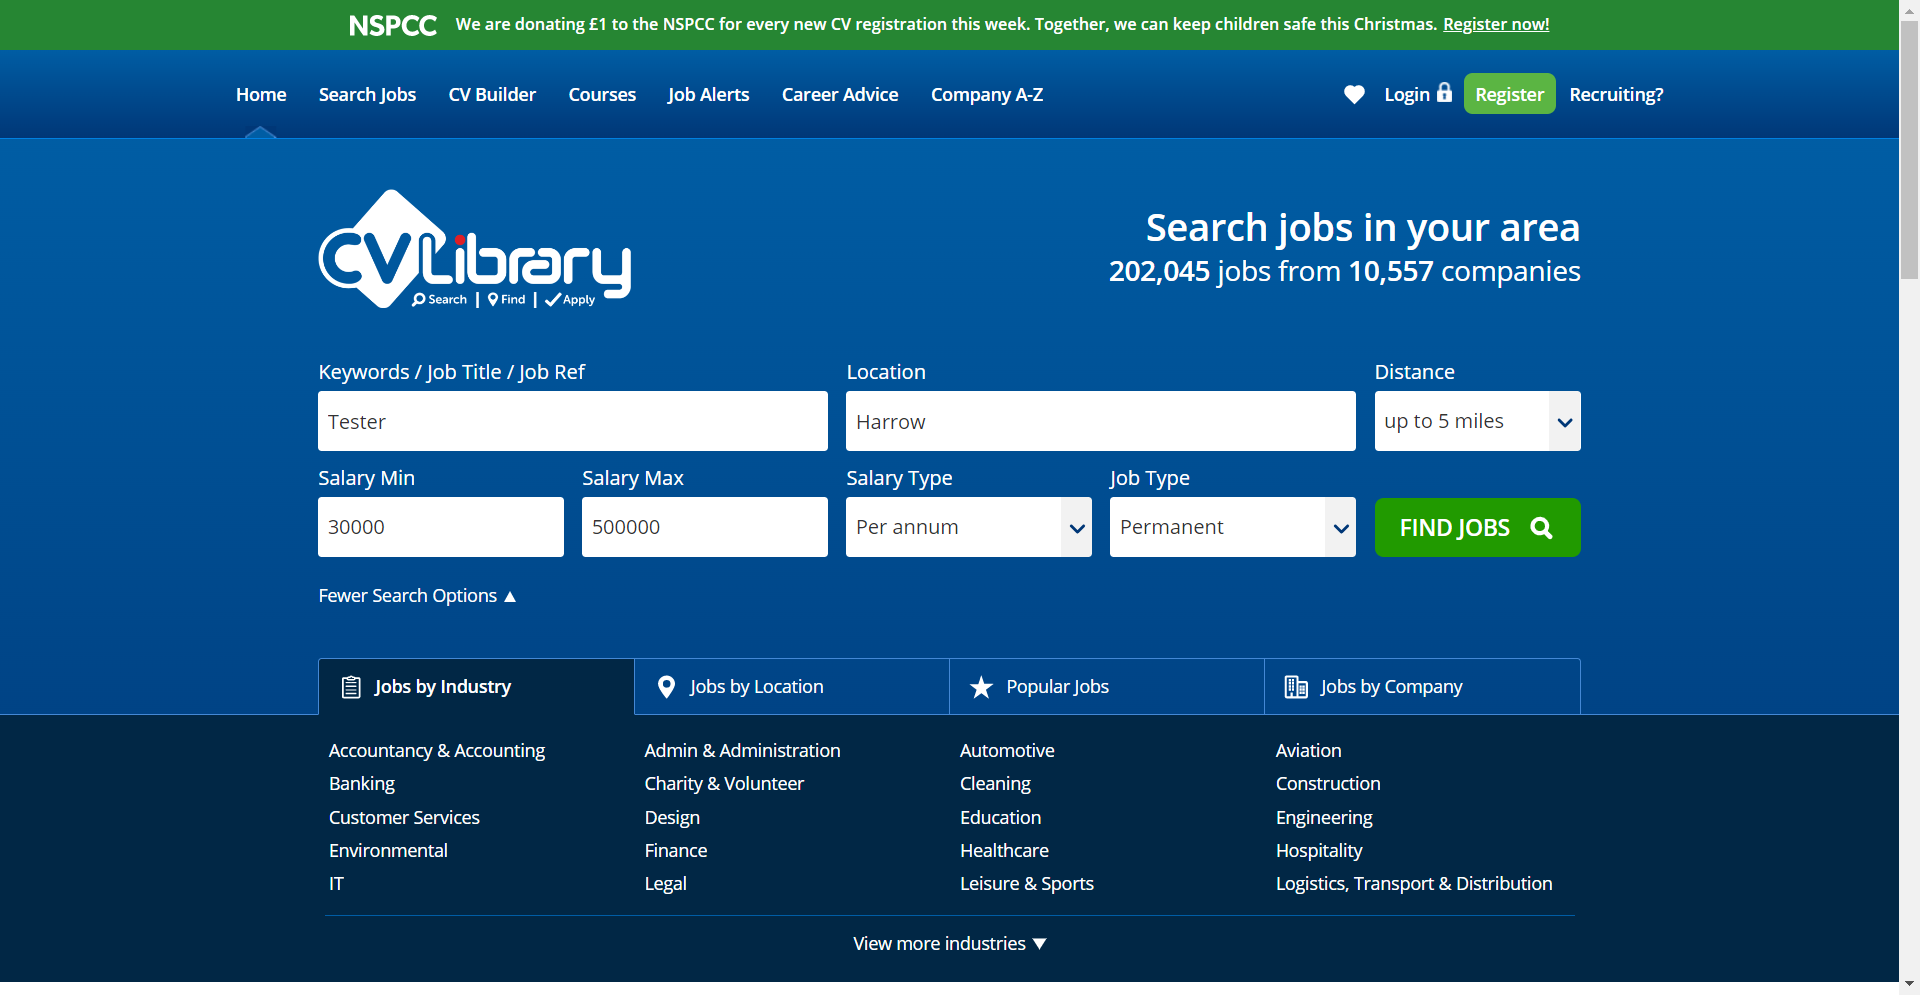 NSPCC We are donating £1 to the NSPCC for every new CV registration this week. Together, we can keep children safe this Christmas. Register now!
Home Search Jobs CV Builder Courses Job Alerts Career Advice Company A-Z Login Register Recruiting?
CVLibrary
Search | Find | Apply
Search jobs in your area
202,045 jobs from 10,557 companies
Keywords / Job Title / Job Ref Location Distance
Tester Harrow up to 5 miles
Salary Min Salary Max Salary Type Job Type
30000 500000 Per annum Permanent FIND JOBS
Fewer Search Options ▲
Jobs by Industry Jobs by Location Popular Jobs Jobs by Company
Accountancy & Accounting Admin & Administration Automotive Aviation
Banking Charity & Volunteer Cleaning Construction
Customer Services Design Education Engineering
Environmental Finance Healthcare Hospitality
IT Legal Leisure & Sports Logistics, Transport & Distribution
View more industries ▼